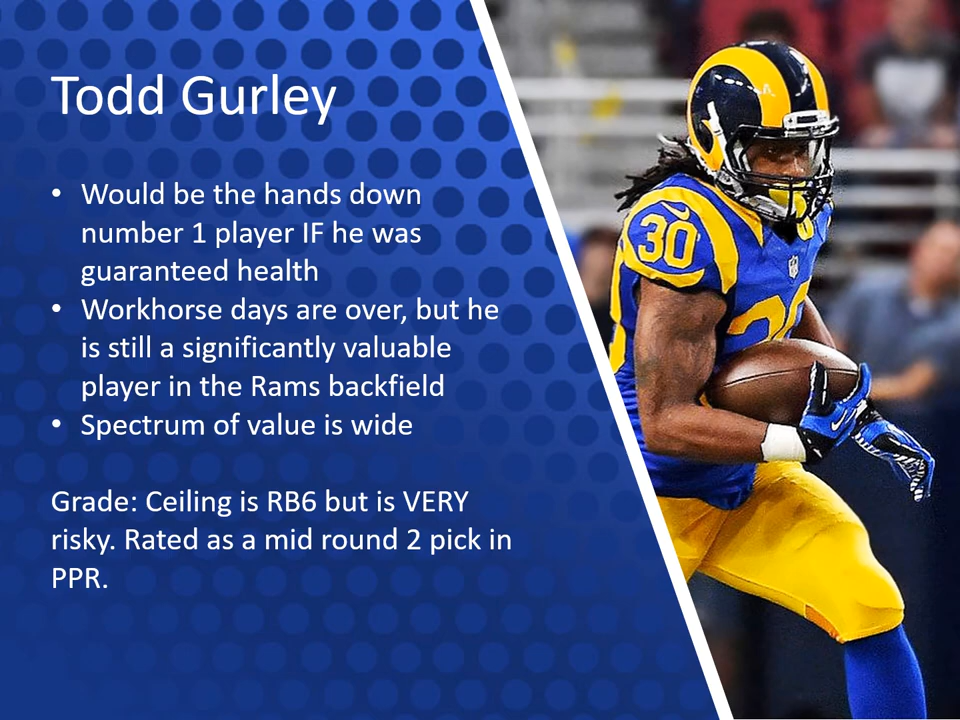 Todd Gurley
• Would be the hands down
number 1 player IF he was
guaranteed health
• Workhorse days are over, but he
is still a significantly valuable
player in the Rams backfield
• Spectrum of value is wide
Grade: Ceiling is RB6 but is VERY
risky. Rated as a mid round 2 pick in
PPR.
30
30